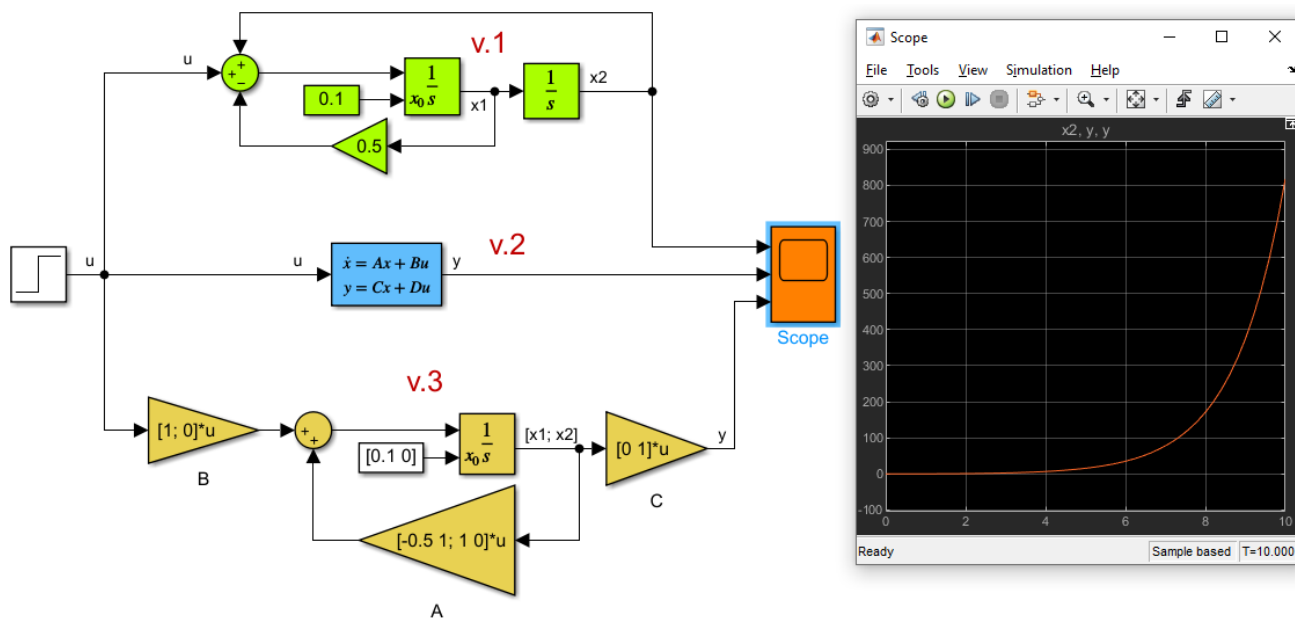 v.1
u
+
+
−
0.1
1
x₀ s
x1
1
s
x2
0.5
u
u
v.2
ẋ = Ax + Bu
y = Cx + Du
y
Scope
v.3
[1; 0]*u
B
+
+
[0.1 0]
1
x₀ s
[x1; x2]
[0 1]*u
C
y
[-0.5 1; 1 0]*u
A
Scope
File Tools View Simulation Help
x2, y, y
900
800
700
600
500
400
300
200
100
0
-100
0 2 4 6 8 10
Ready Sample based T=10.000